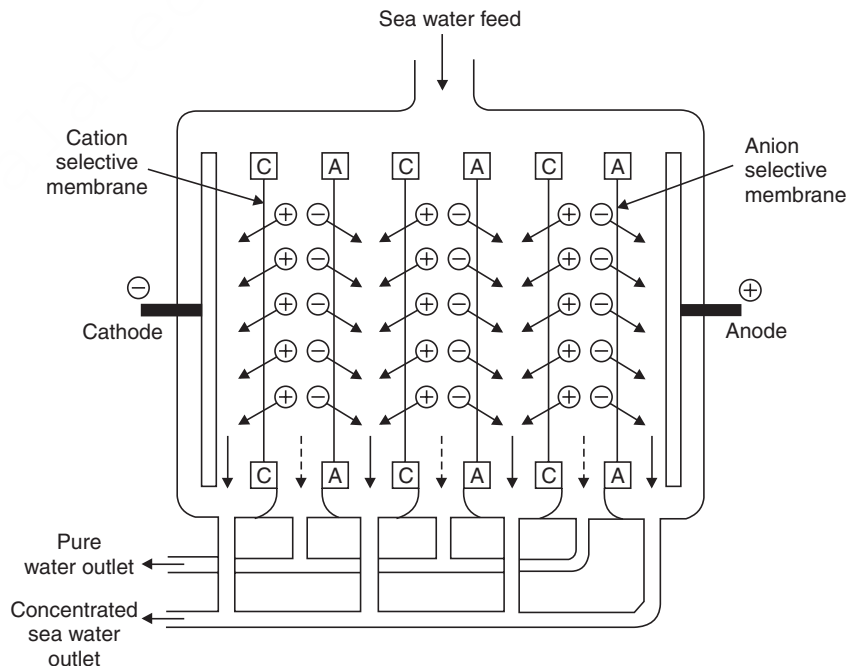 Sea water feed
Cation
selective
membrane
Anion
selective
membrane
C A C A C A
+ − + − + −
+ − + − + −
+ − + − + −
+ − + − + −
+ − + − + −
−
Cathode
+
Anode
C A C A C A
Pure
water outlet
Concentrated
sea water
outlet